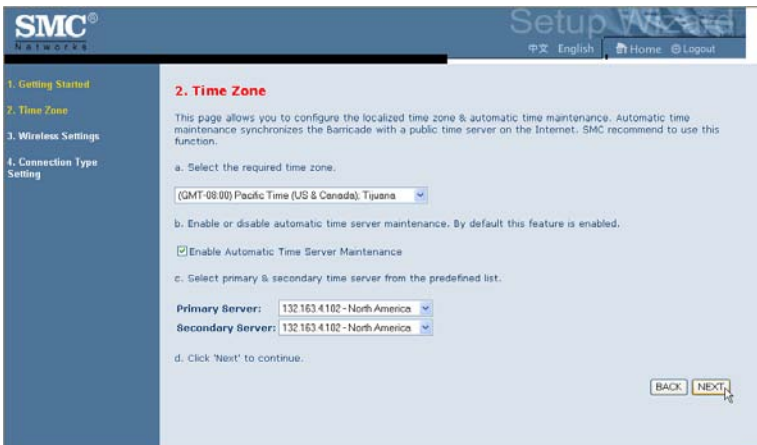 SMC®
Networks
Setup Wizard
中文 English Home Logout
1. Getting Started
2. Time Zone
3. Wireless Settings
4. Connection Type
Setting
2. Time Zone
This page allows you to configure the localized time zone & automatic time maintenance. Automatic time
maintenance synchronizes the Barricade with a public time server on the Internet. SMC recommend to use this
function.
a. Select the required time zone.
(GMT-08:00) Pacific Time (US & Canada), Tijuana
b. Enable or disable automatic time server maintenance. By default this feature is enabled.
Enable Automatic Time Server Maintenance
c. Select primary & secondary time server from the predefined list.
Primary Server: 132.163.4.102 - North America
Secondary Server: 132.163.4.102 - North America
d. Click 'Next' to continue.
BACK NEXT